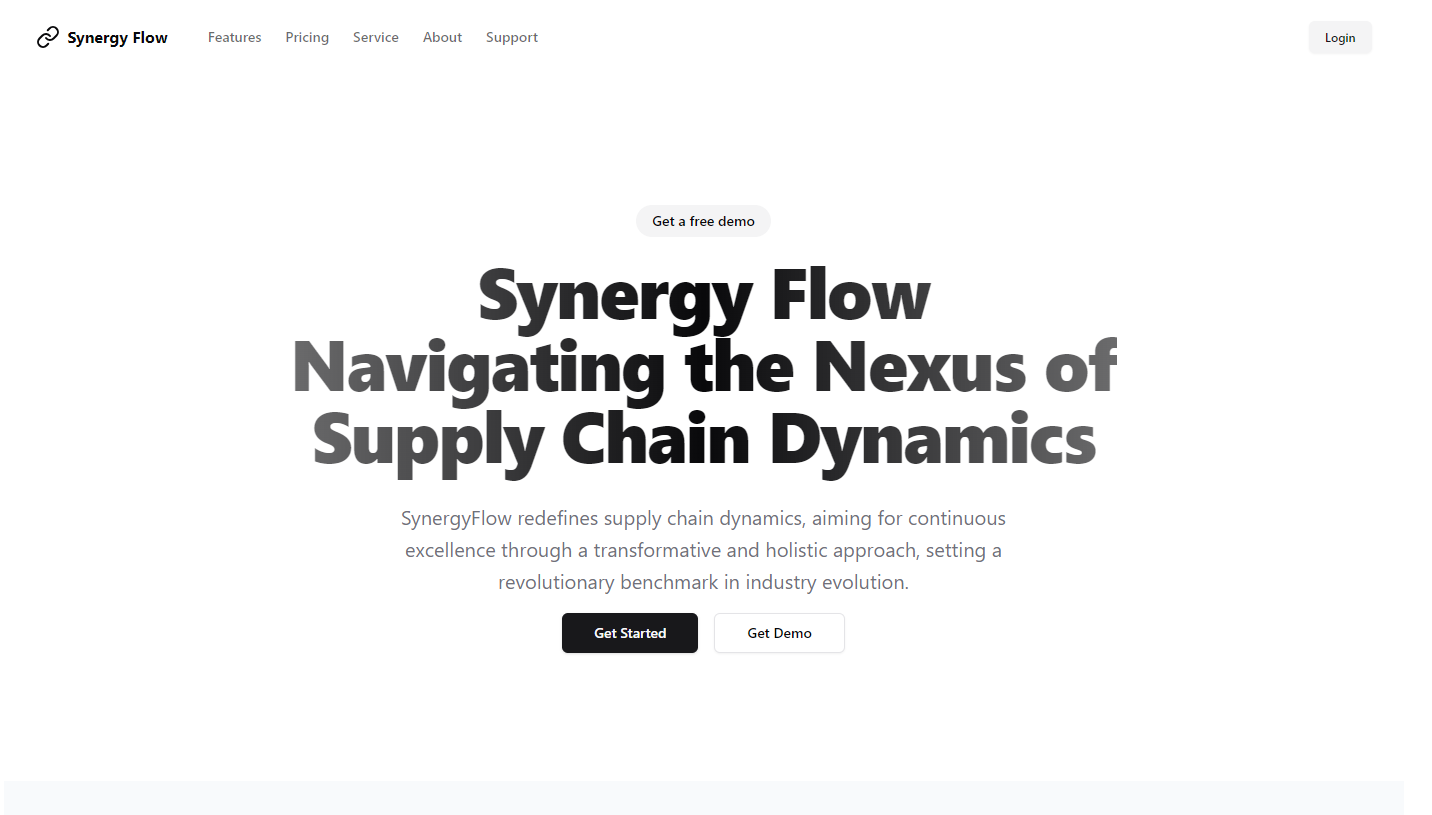 Synergy Flow
Features
Pricing
Service
About
Support
Login
Get a free demo
Synergy Flow
Navigating the Nexus of
Supply Chain Dynamics
SynergyFlow redefines supply chain dynamics, aiming for continuous
excellence through a transformative and holistic approach, setting a
revolutionary benchmark in industry evolution.
Get Started
Get Demo